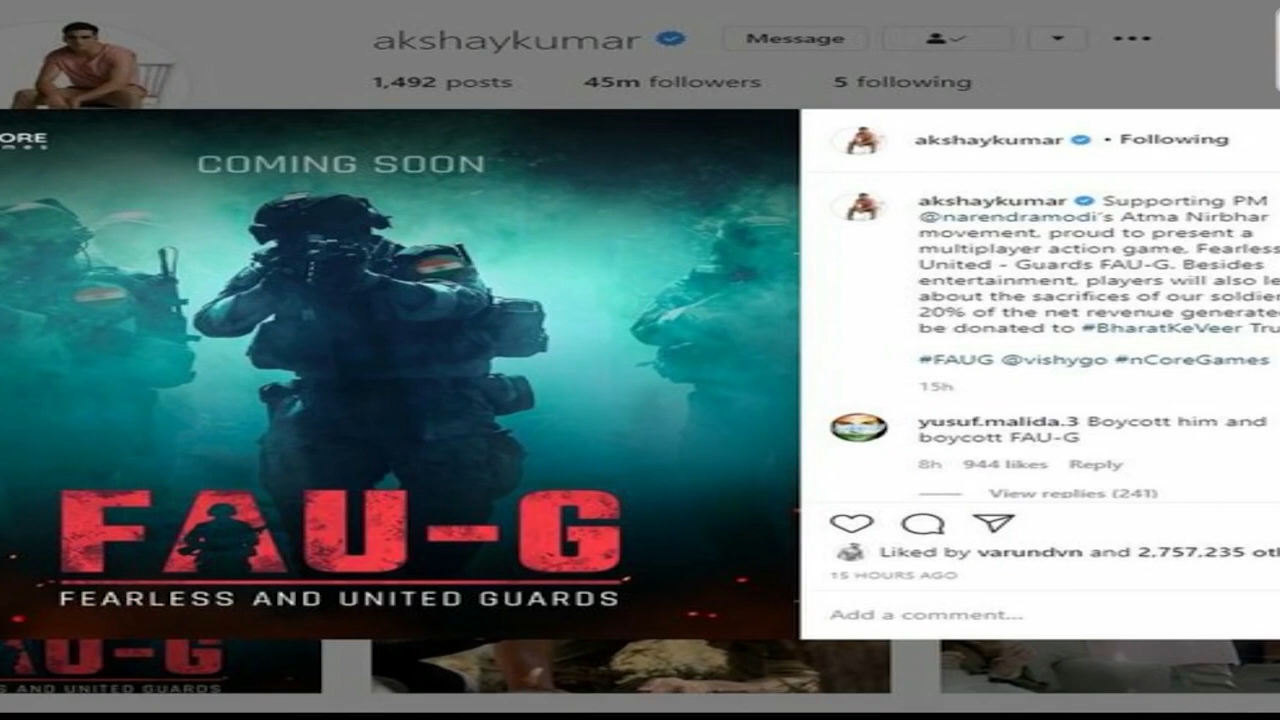 akshaykumar Message
1,492 posts 45m followers 5 following
ORE
COMING SOON
FAU-G
FEARLESS AND UNITED GUARDS
akshaykumar • Following
akshaykumar Supporting PM
@narendramodi's Atma Nirbhar
movement, proud to present a
multiplayer action game, Fearless
United - Guards FAU-G. Besides
entertainment, players will also le
about the sacrifices of our soldie
20% of the net revenue generate
be donated to #BharatKeVeer Tru
#FAUG @vishygo #nCoreGames
15h
yusuf.malida.3 Boycott him and
boycott FAU-G
8h 944 likes Reply
View replies (241)
Liked by varundvn and 2,757,235 oth
15 HOURS AGO
Add a comment...
AU-G
S AND UNITED GUARDS